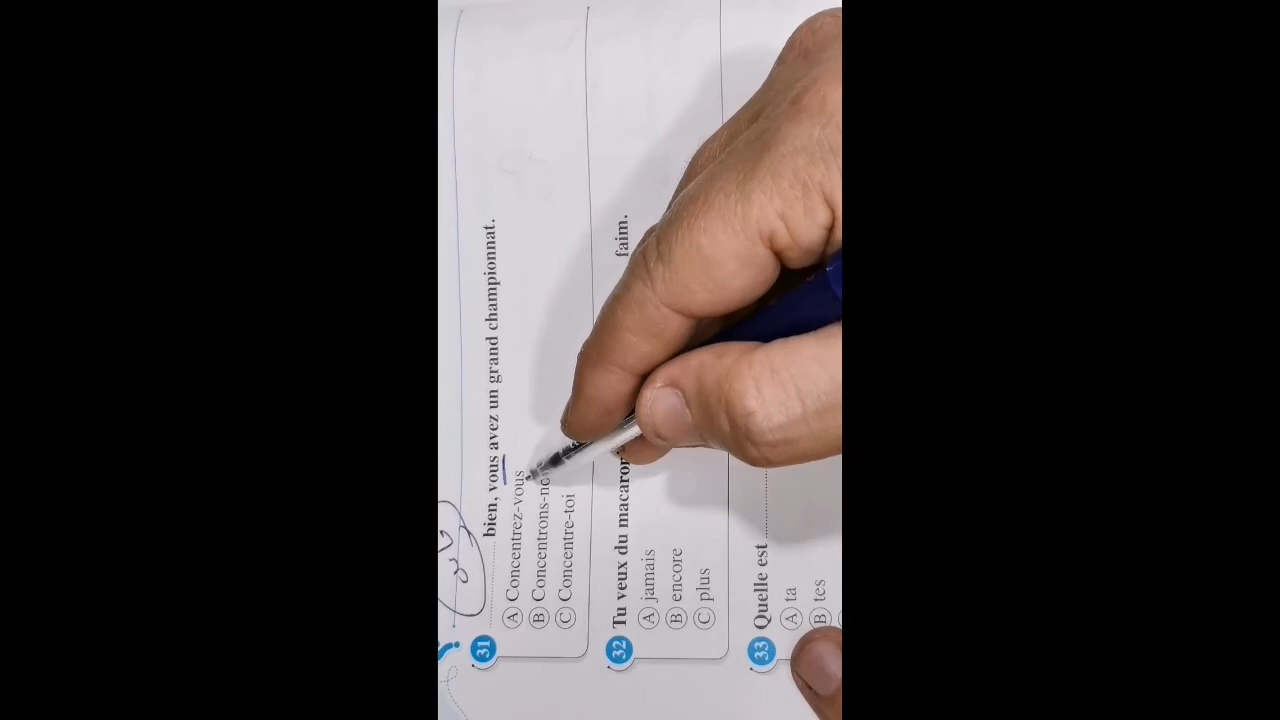 31 ............ bien, vous avez un grand championnat.
A Concentrez-vous
B Concentrons-no
C Concentre-toi
32 Tu veux du macaron faim.
A jamais
B encore
C plus
33 Quelle est ............
A ta
B tes